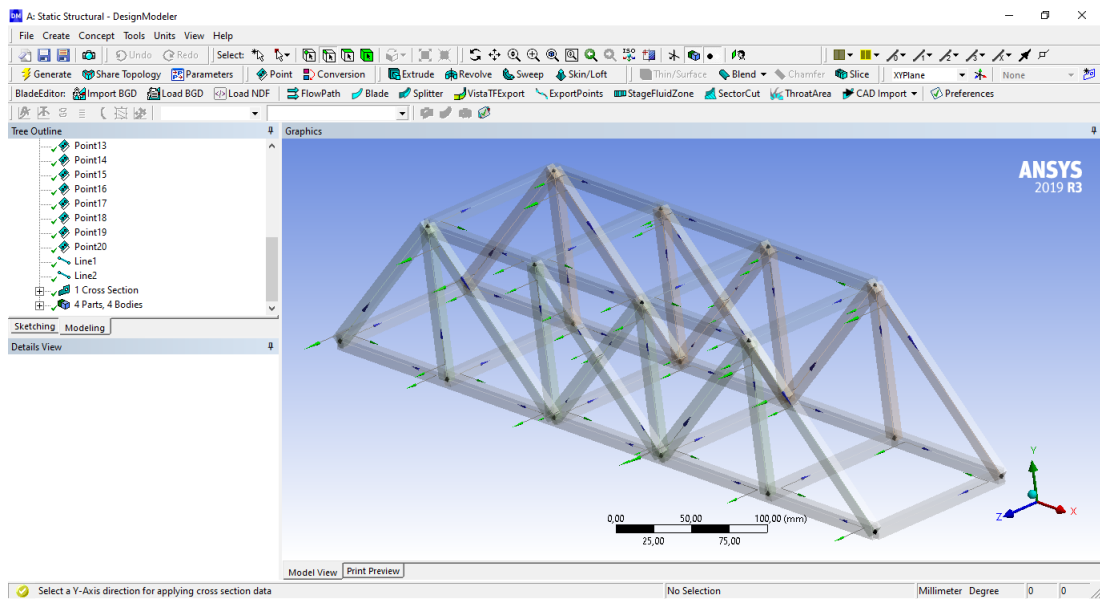 DM A: Static Structural - DesignModeler
File Create Concept Tools Units View Help
Undo Redo Select: ISO
Generate Share Topology Parameters Point Conversion Extrude Revolve Sweep Skin/Loft Thin/Surface Blend Chamfer Slice XYPlane None
BladeEditor: Import BGD Load BGD Load NDF FlowPath Blade Splitter VistaTFExport ExportPoints StageFluidZone SectorCut ThroatArea CAD Import Preferences
Tree Outline
Point13
Point14
Point15
Point16
Point17
Point18
Point19
Point20
Line1
Line2
1 Cross Section
4 Parts, 4 Bodies
Sketching Modeling
Details View
Graphics
ANSYS
2019 R3
Y
X
Z
0,00 50,00 100,00 (mm)
25,00 75,00
Model View Print Preview
Select a Y-Axis direction for applying cross section data No Selection Millimeter Degree 0 0